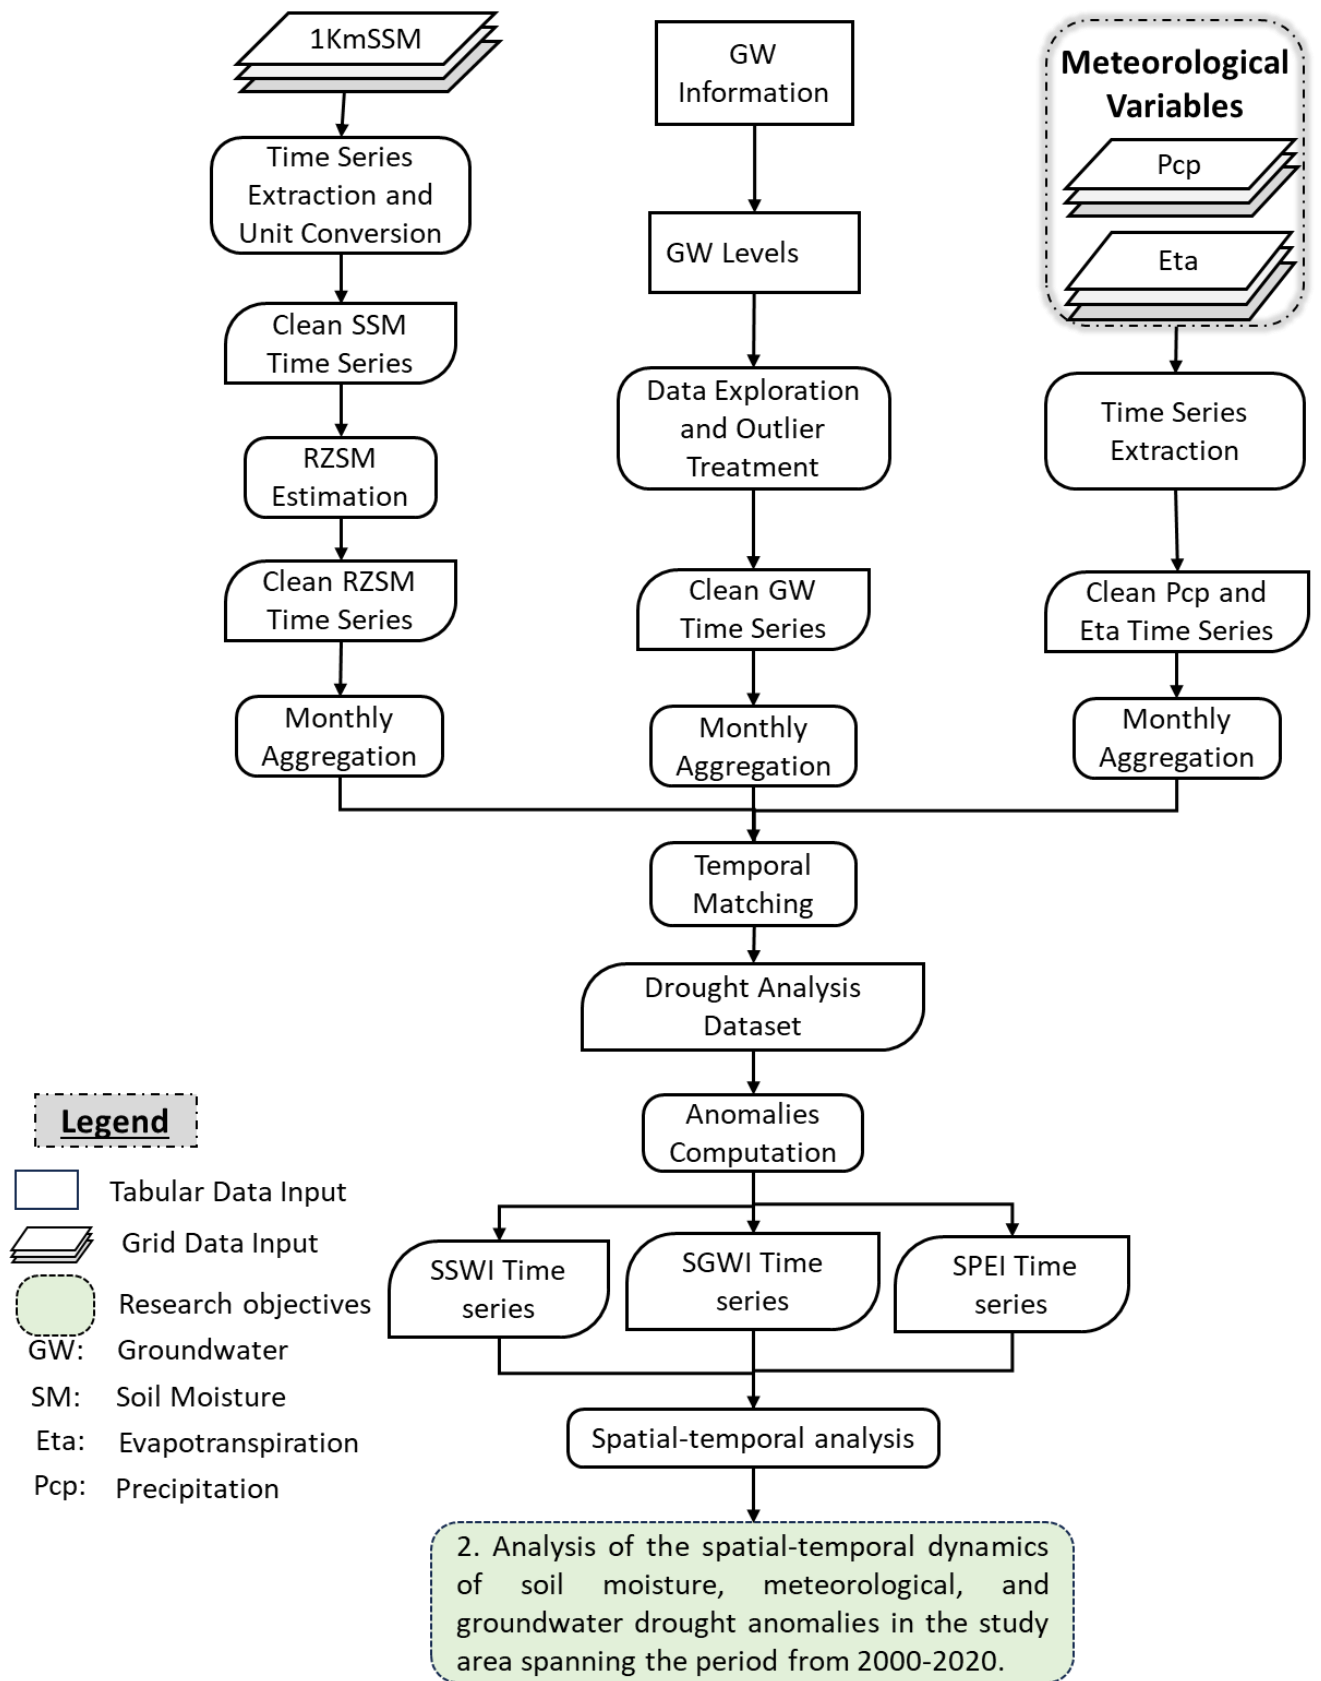 1KmSSM
Time Series
Extraction and
Unit Conversion
Clean SSM
Time Series
RZSM
Estimation
Clean RZSM
Time Series
Monthly
Aggregation
GW
Information
GW Levels
Data Exploration
and Outlier
Treatment
Clean GW
Time Series
Monthly
Aggregation
Meteorological
Variables
Pcp
Eta
Time Series
Extraction
Clean Pcp and
Eta Time Series
Monthly
Aggregation
Temporal
Matching
Drought Analysis
Dataset
Anomalies
Computation
SSWI Time
series
SGWI Time
series
SPEI Time
series
Spatial-temporal analysis
2. Analysis of the spatial-temporal dynamics
of soil moisture, meteorological, and
groundwater drought anomalies in the study
area spanning the period from 2000-2020.
Legend
Tabular Data Input
Grid Data Input
Research objectives
GW: Groundwater
SM: Soil Moisture
Eta: Evapotranspiration
Pcp: Precipitation